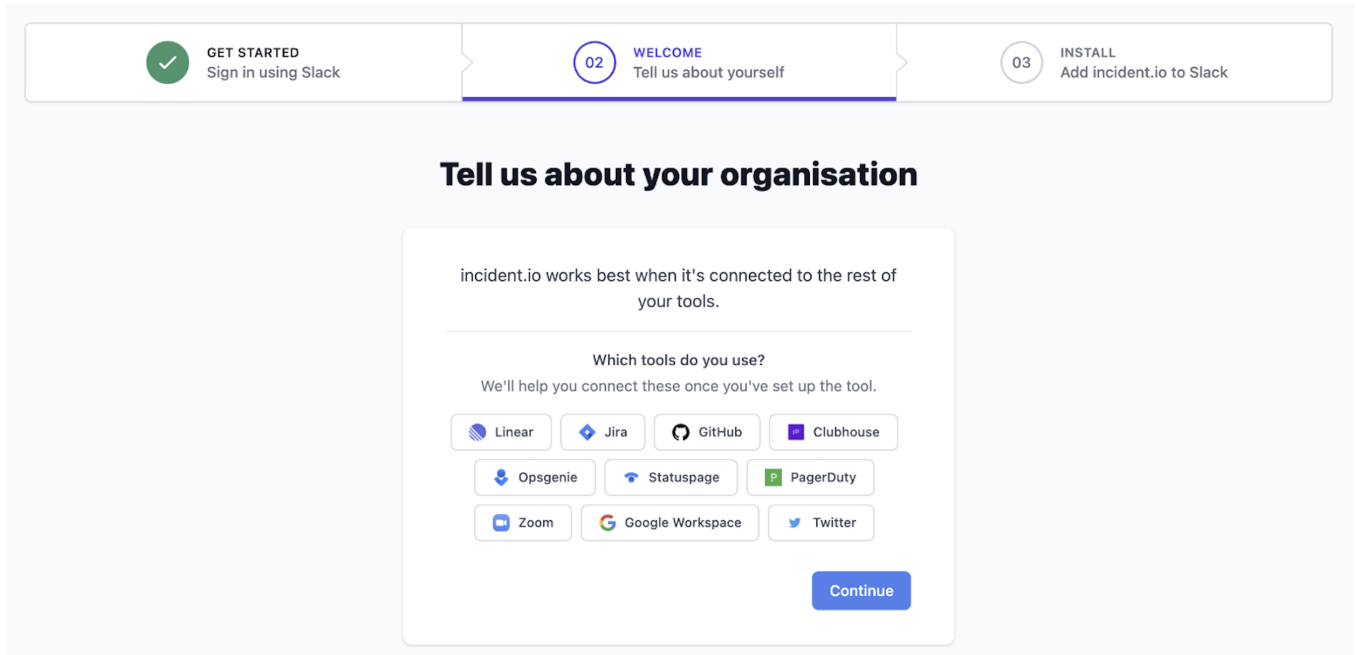 GET STARTED
Sign in using Slack
02
WELCOME
Tell us about yourself
03
INSTALL
Add incident.io to Slack
Tell us about your organisation
incident.io works best when it's connected to the rest of
your tools.
Which tools do you use?
We'll help you connect these once you've set up the tool.
Linear Jira GitHub Clubhouse
Opsgenie Statuspage P PagerDuty
Zoom Google Workspace Twitter
Continue